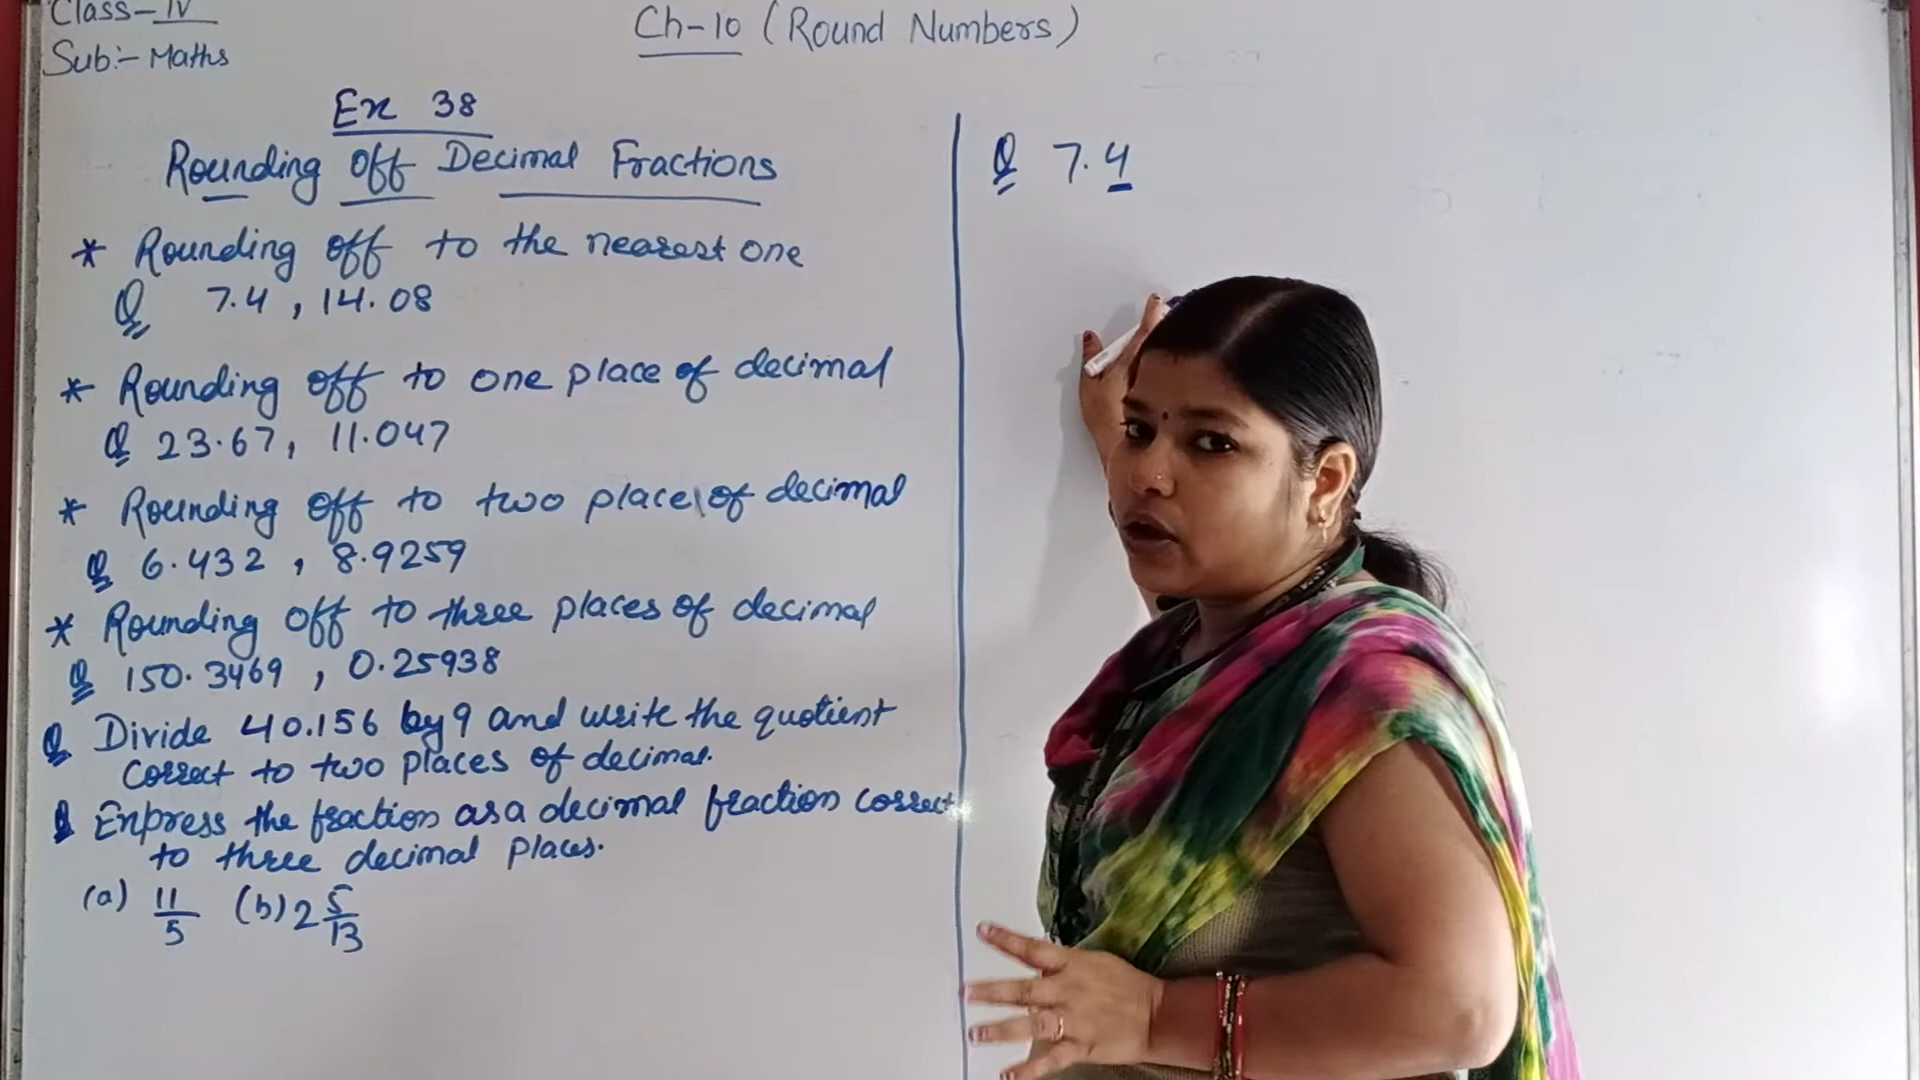 Class-IV
Sub:- Maths
Ch-10 (Round Numbers)
Ex 38
Rounding off Decimal Fractions
* Rounding off to the nearest one
Q 7.4, 14.08
* Rounding off to one place of decimal
Q 23.67, 11.047
* Rounding off to two place of decimal
Q 6.432, 8.9259
* Rounding off to three places of decimal
Q 150.3469, 0.25938
Q Divide 40.156 by 9 and write the quotient
correct to two places of decimal.
Q Express the fraction as a decimal fraction correct
to three decimal places.
(a) 11/5 (b) 2 5/13
Q 7.4